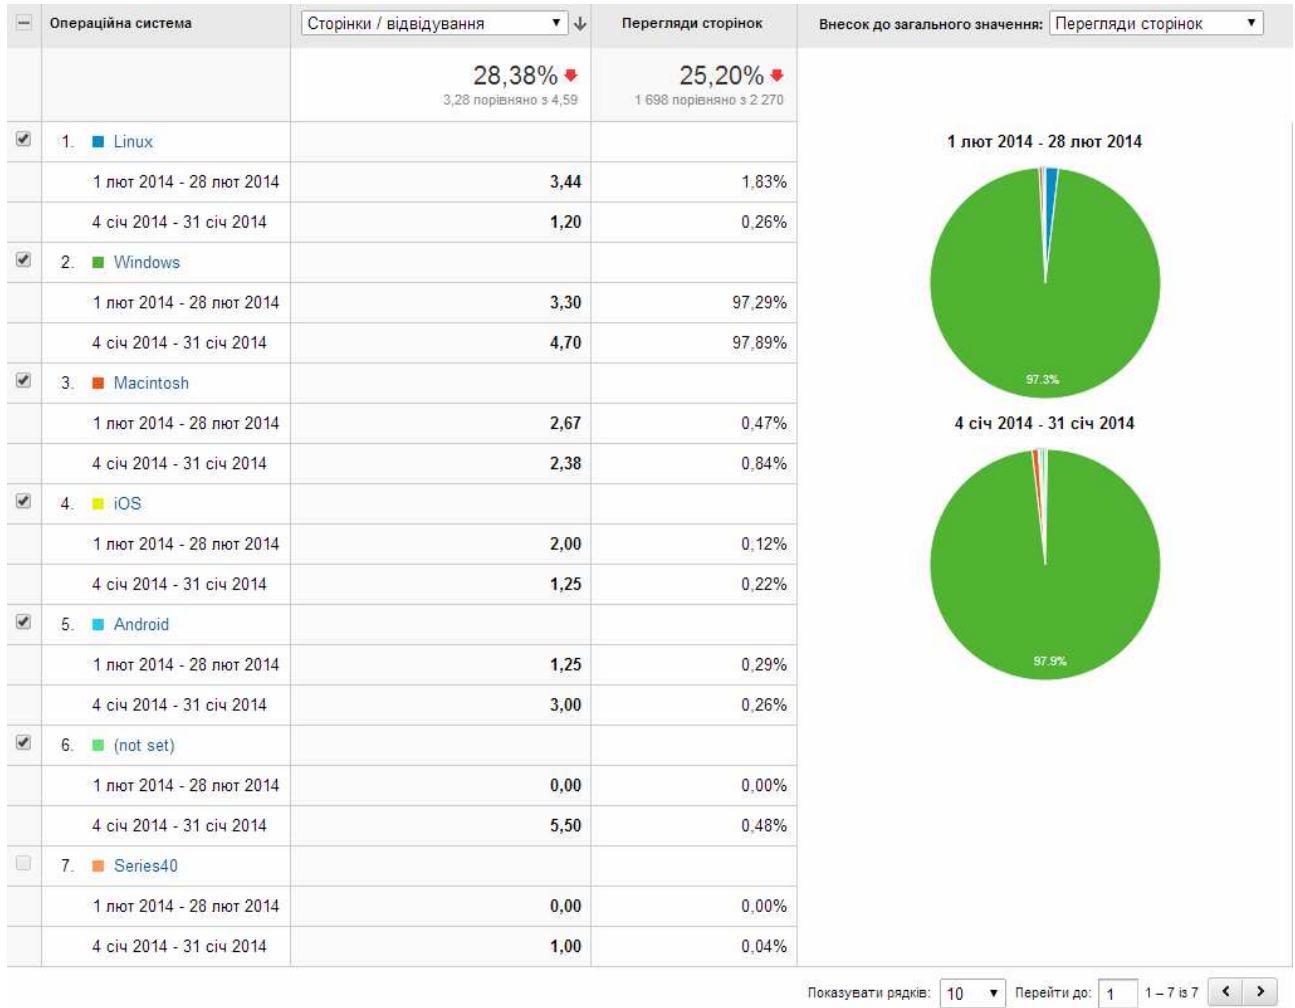 Операційна система Сторінки / відвідування Перегляди сторінок Внесок до загального значення: Перегляди сторінок
28,38% 25,20%
3,28 порівняно з 4,59 1 698 порівняно з 2 270
1. Linux
1 лют 2014 - 28 лют 2014 3,44 1,83%
4 січ 2014 - 31 січ 2014 1,20 0,26%
2. Windows
1 лют 2014 - 28 лют 2014 3,30 97,29%
4 січ 2014 - 31 січ 2014 4,70 97,89%
3. Macintosh
1 лют 2014 - 28 лют 2014 2,67 0,47%
4 січ 2014 - 31 січ 2014 2,38 0,84%
4. iOS
1 лют 2014 - 28 лют 2014 2,00 0,12%
4 січ 2014 - 31 січ 2014 1,25 0,22%
5. Android
1 лют 2014 - 28 лют 2014 1,25 0,29%
4 січ 2014 - 31 січ 2014 3,00 0,26%
6. (not set)
1 лют 2014 - 28 лют 2014 0,00 0,00%
4 січ 2014 - 31 січ 2014 5,50 0,48%
7. Series40
1 лют 2014 - 28 лют 2014 0,00 0,00%
4 січ 2014 - 31 січ 2014 1,00 0,04%
1 лют 2014 - 28 лют 2014
97.3%
4 січ 2014 - 31 січ 2014
97.9%
Показувати рядків: 10 Перейти до: 1 1 – 7 із 7